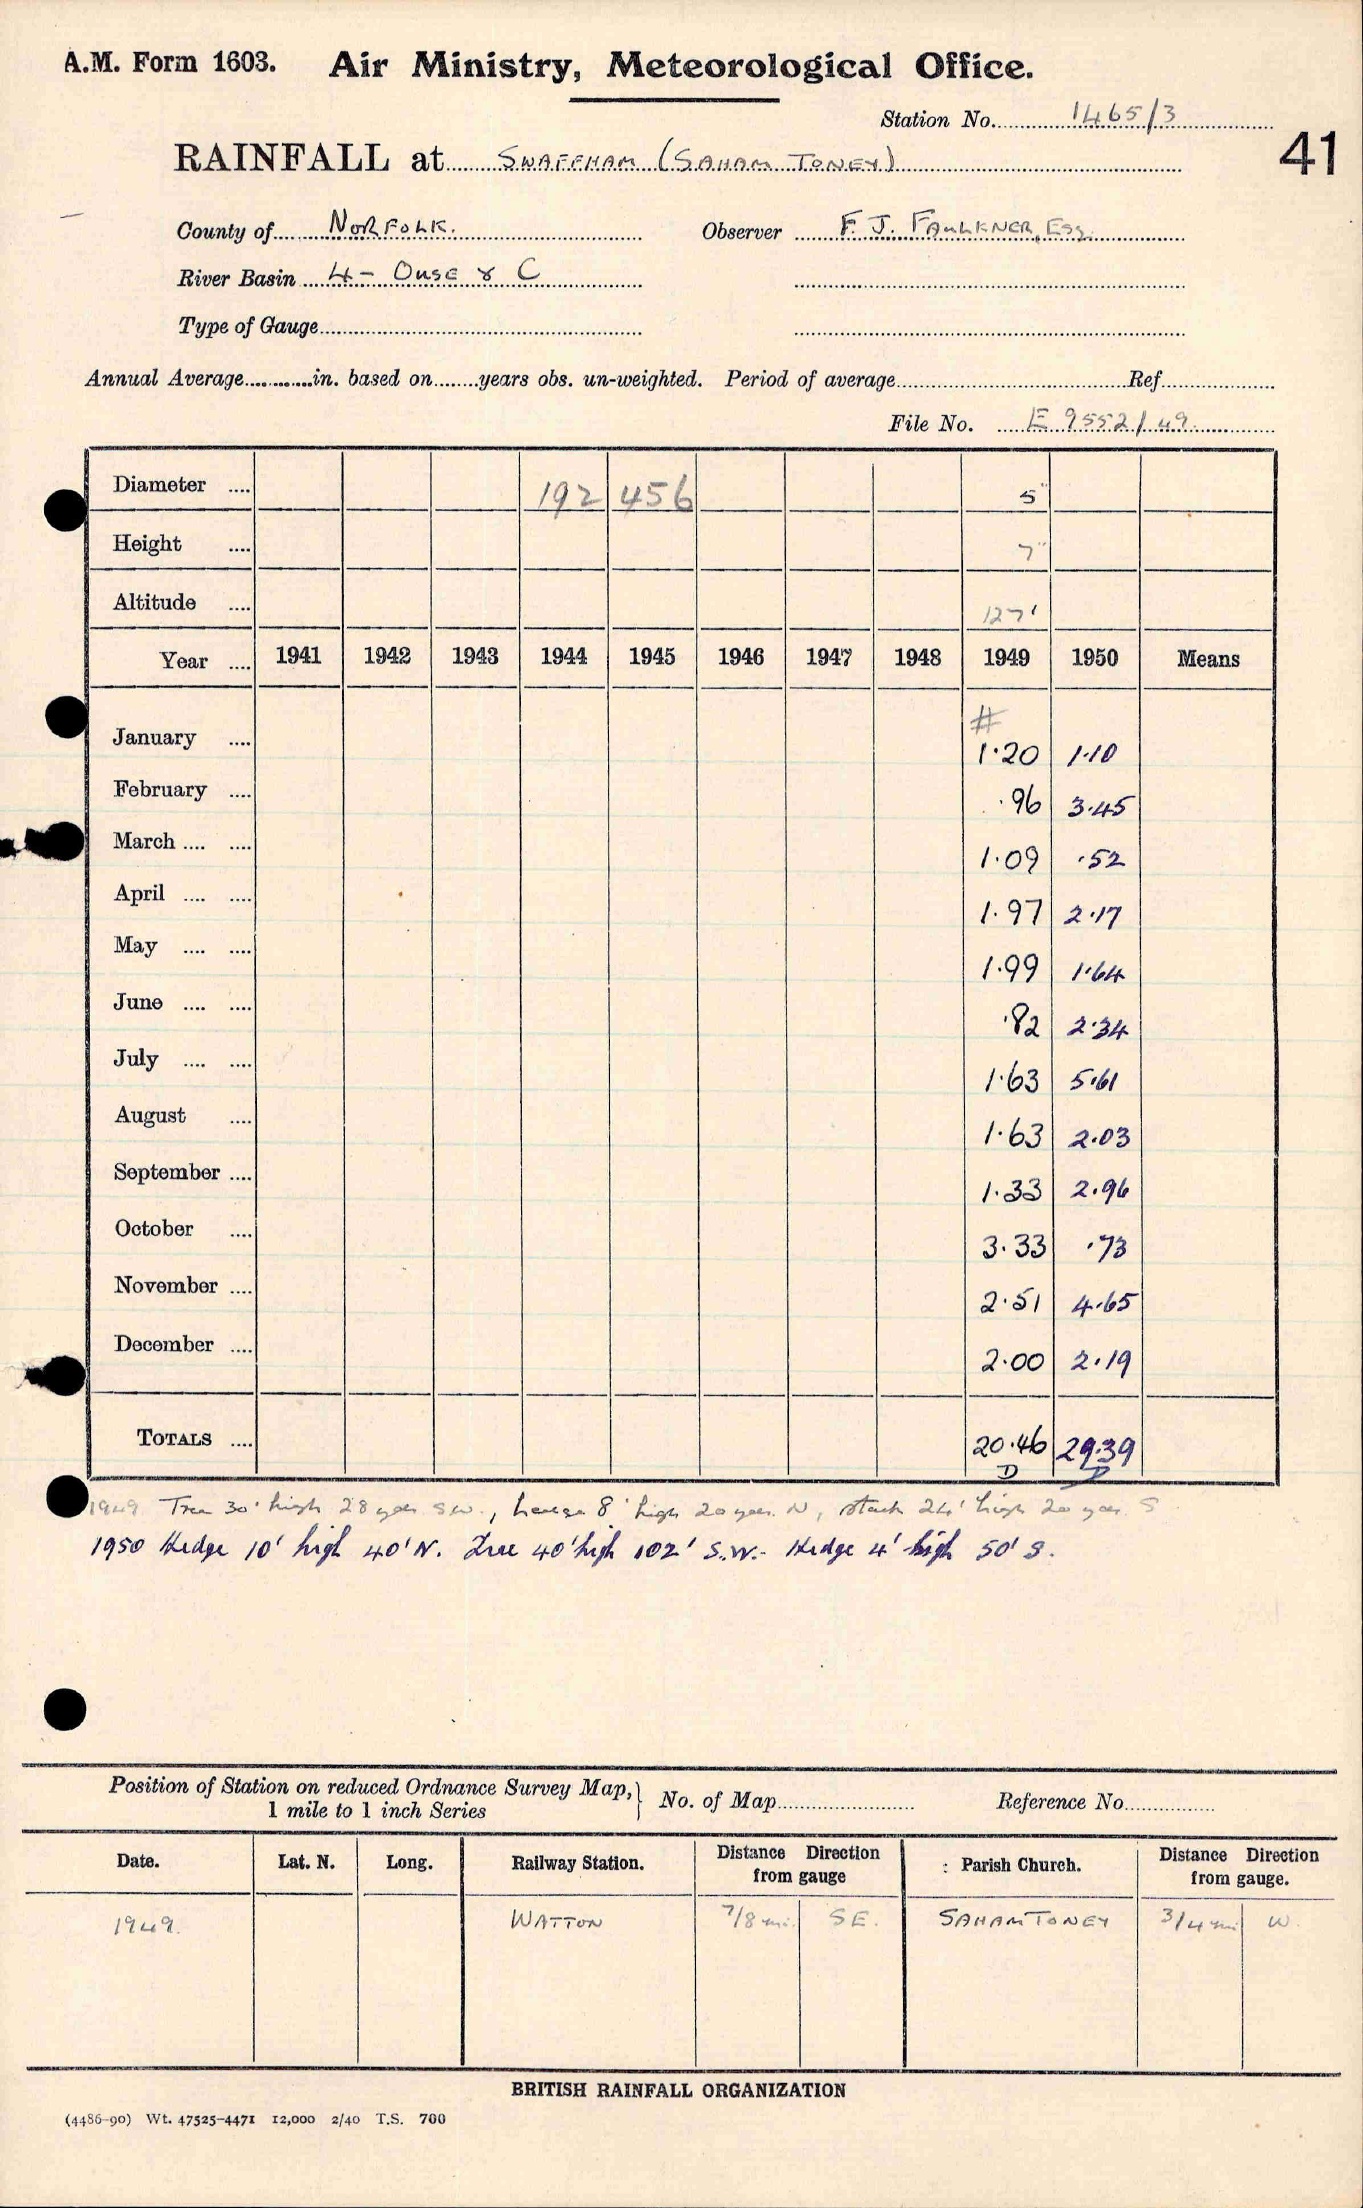 A.M. Form 1603. Air Ministry, Meteorological Office.
Station No. 1465/3
41
RAINFALL at SWAFFHAM (SAHAM TONEY)
County of NORFOLK. Observer F. J. FAULKNER, ESQ.
River Basin 4 - OUSE & C
Type of Gauge
Annual Average in. based on years obs. un-weighted. Period of average Ref
File No. E 9552/49
Diameter .... 192 456 5"
Height .... 7"
Altitude .... 127'
Year .... 1941 1942 1943 1944 1945 1946 1947 1948 1949 1950 Means
#
January .... 1.20 1.10
February .... .96 3.45
March .... .... 1.09 .52
April .... .... 1.97 2.17
May .... .... 1.99 1.64
June .... .... .82 2.34
July .... .... 1.63 5.61
August .... 1.63 2.03
September .... 1.33 2.96
October .... 3.33 .73
November .... 2.51 4.65
December .... 2.00 2.19
TOTALS .... 20.46 29.39
D D
1949 Tree 30' high 28 yds SW., hedge 8' high 20 yds. N, stack 24' high 20 yds S
1950 Hedge 10' high 40' N. Tree 40' high 102' S.W. - Hedge 4' high 50' S.
Position of Station on reduced Ordnance Survey Map, } No. of Map Reference No.
1 mile to 1 inch Series
Date. Lat. N. Long. Railway Station. Distance Direction from gauge Parish Church. Distance Direction from gauge.
1949. WATTON 7/8 mi. SE. SAHAM TONEY 3/4 mi W.
BRITISH RAINFALL ORGANIZATION
(4486-90) Wt. 47525-4471 12,000 2/40 T.S. 700